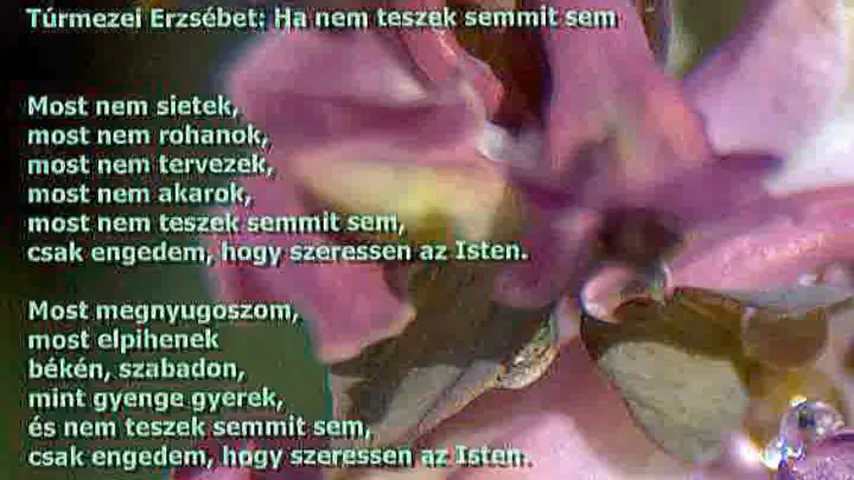 Túrmezei Erzsébet: Ha nem teszek semmit sem
Most nem sietek,
most nem rohanok,
most nem tervezek,
most nem akarok,
most nem teszek semmit sem,
csak engedem, hogy szeressen az Isten.
Most megnyugoszom,
most elpihenek
békén, szabadon,
mint gyenge gyerek,
és nem teszek semmit sem,
csak engedem, hogy szeressen az Isten.